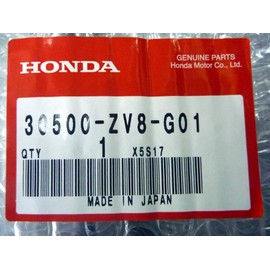 HONDA
GENUINE PARTS
Honda Motor Co., Ltd.
30500-ZV8-G01
QTY 1 X5S17
MADE IN JAPAN